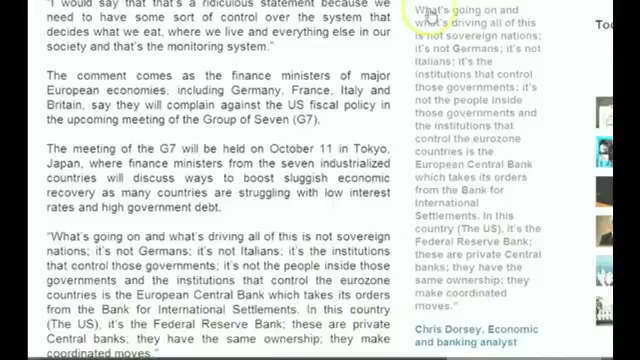 "I would say that that's a ridiculous statement because we
need to have some sort of control over the system that
decides what we eat, where we live and everything else in our
society and that's the monitoring system."
The comment comes as the finance ministers of major
European economies, including Germany, France, Italy and
Britain, say they will complain against the US fiscal policy in
the upcoming meeting of the Group of Seven (G7).
The meeting of the G7 will be held on October 11 in Tokyo,
Japan, where finance ministers from the seven industrialized
countries will discuss ways to boost sluggish economic
recovery as many countries are struggling with low interest
rates and high government debt.
"What's going on and what's driving all of this is not sovereign
nations; it's not Germans; it's not Italians; it's the institutions
that control those governments; it's not the people inside those
governments and the institutions that control the eurozone
countries is the European Central Bank which takes its orders
from the Bank for International Settlements. In this country
(The US), it's the Federal Reserve Bank; these are private
Central banks; they have the same ownership; they make
coordinated moves."
What's going on and
what's driving all of this
is not sovereign nations;
it's not Germans; it's not
Italians; it's the
institutions that control
those governments; it's
not the people inside
those governments and
the institutions that
control the eurozone
countries is the
European Central Bank
which takes its orders
from the Bank for
International
Settlements. In this
country (The US), it's the
Federal Reserve Bank;
these are private Central
banks; they have the
same ownership; they
make coordinated
moves."
Chris Dorsey, Economic
and banking analyst